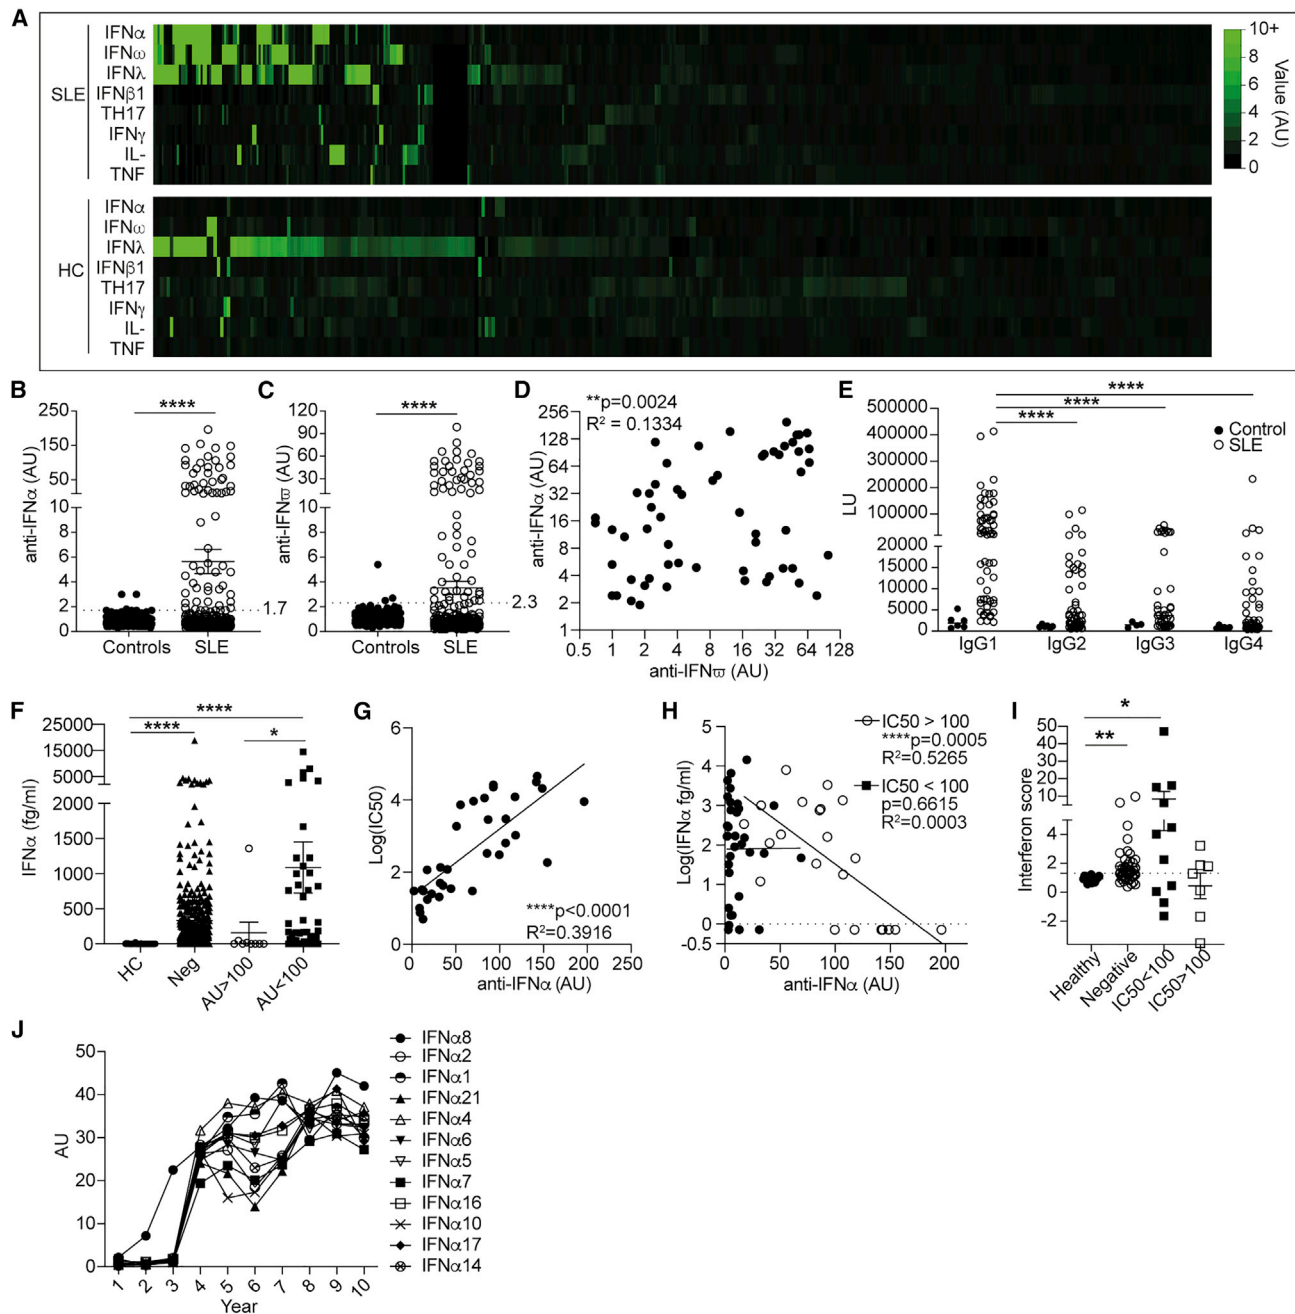 A
SLE
IFNα
IFNω
IFNλ
IFNβ1
TH17
IFNγ
IL-
TNF
HC
IFNα
IFNω
IFNλ
IFNβ1
TH17
IFNγ
IL-
TNF
10+
8
6
4
2
0
Value (AU)
B
anti-IFNα (AU)
250
150
50
10
8
6
4
2
0
****
1.7
Controls
SLE
C
anti-IFNϖ (AU)
120
90
60
30
10
8
6
4
2
0
****
2.3
Controls
SLE
D
**p=0.0024
R² = 0.1334
anti-IFNα (AU)
256
128
64
32
16
8
4
2
1
0.5 1 2 4 8 16 32 64 128
anti-IFNϖ (AU)
E
LU
500000
400000
300000
200000
100000
20000
15000
10000
5000
0
****
****
****
Control
SLE
IgG1
IgG2
IgG3
IgG4
F
IFNα (fg/ml)
25000
15000
5000
2000
1500
1000
500
0
****
****
*
HC
Neg
AU>100
AU<100
G
Log(IC50)
6
4
2
0
****p<0.0001
R²=0.3916
0 50 100 150 200 250
anti-IFNα (AU)
H
Log(IFNα fg/ml)
5
4
3
2
1
0
-0.5
IC50 > 100
****p=0.0005
R²=0.5265
IC50 < 100
p=0.6615
R²=0.0003
0 50 100 150 200
anti-IFNα (AU)
I
Interferon score
50
40
30
20
10
4
2
0
-2
*
**
Healthy
Negative
IC50<100
IC50>100
J
AU
50
40
30
20
10
0
1 2 3 4 5 6 7 8 9 10
Year
IFNα8
IFNα2
IFNα1
IFNα21
IFNα4
IFNα6
IFNα5
IFNα7
IFNα16
IFNα10
IFNα17
IFNα14